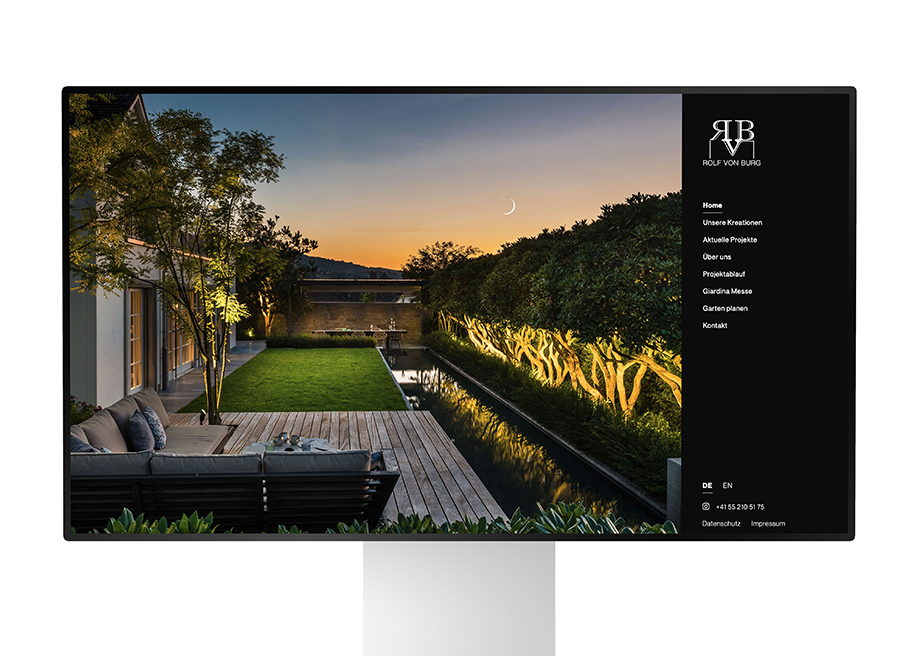 RBV
ROLF VON BURG
Home
Unsere Kreationen
Aktuelle Projekte
Über uns
Projektablauf
Giardina Messe
Garten planen
Kontakt
DE EN
+41 55 210 51 75
Datenschutz Impressum